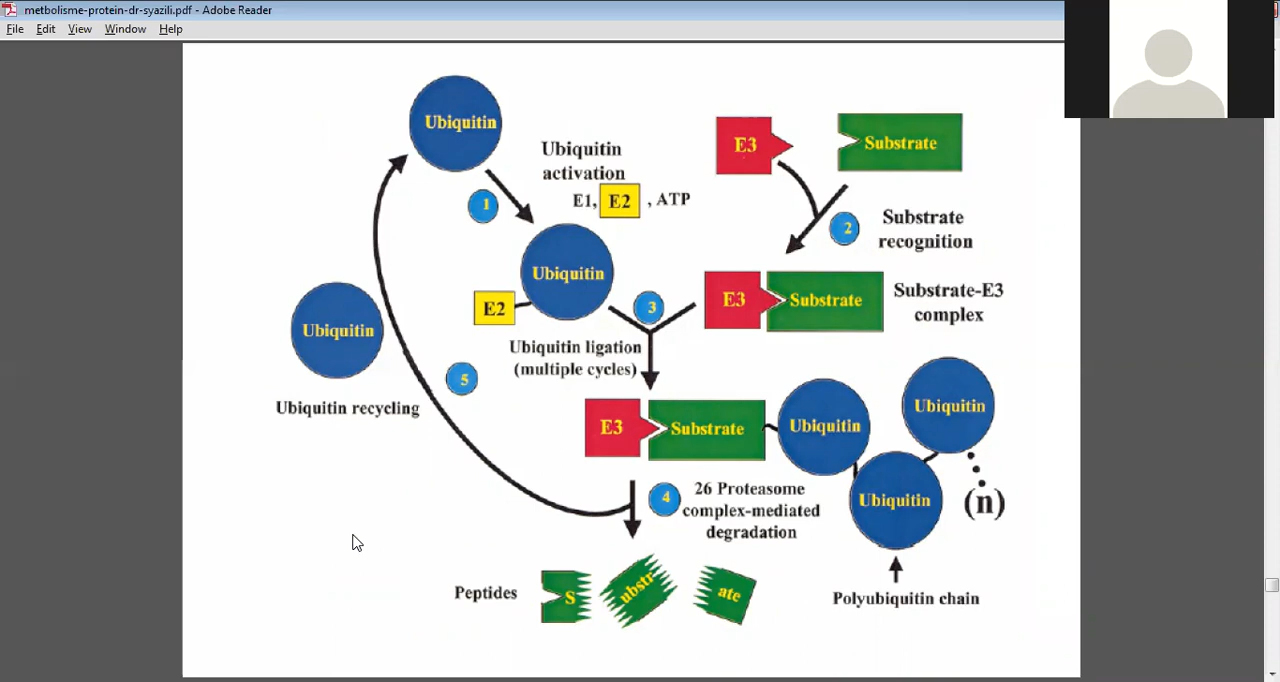 metbolisme-protein-dr-syazili.pdf - Adobe Reader
File Edit View Window Help
Ubiquitin
Ubiquitin
activation
E1, E2 , ATP
1
E3
Substrate
2
Substrate
recognition
Ubiquitin
E2
3
E3
Substrate
Substrate-E3
complex
Ubiquitin ligation
(multiple cycles)
Ubiquitin
Ubiquitin recycling
5
E3
Substrate
Ubiquitin
Ubiquitin
Ubiquitin
(n)
4
26 Proteasome
complex-mediated
degradation
Polyubiquitin chain
Peptides
S
ubstr
ate